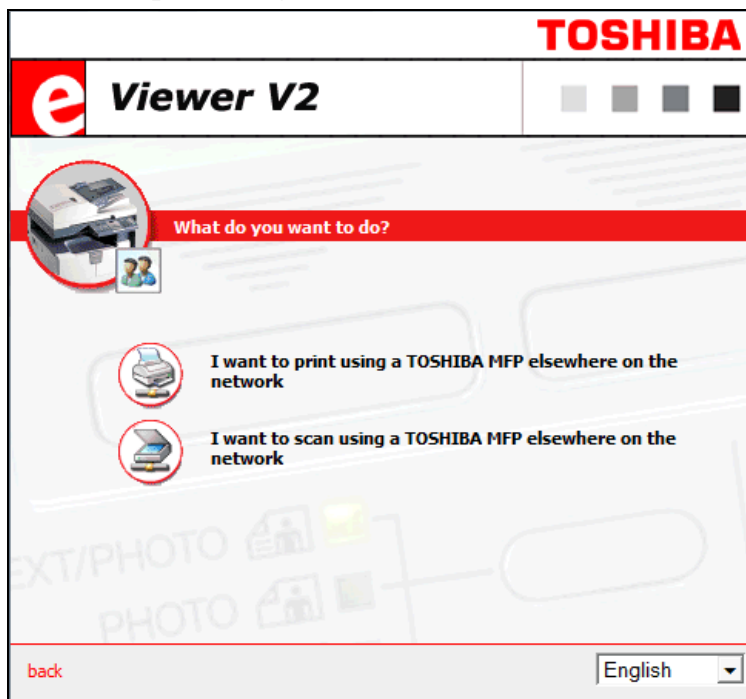 TOSHIBA
e Viewer V2
What do you want to do?
I want to print using a TOSHIBA MFP elsewhere on the
network
I want to scan using a TOSHIBA MFP elsewhere on the
network
TEXT/PHOTO
PHOTO
back
English